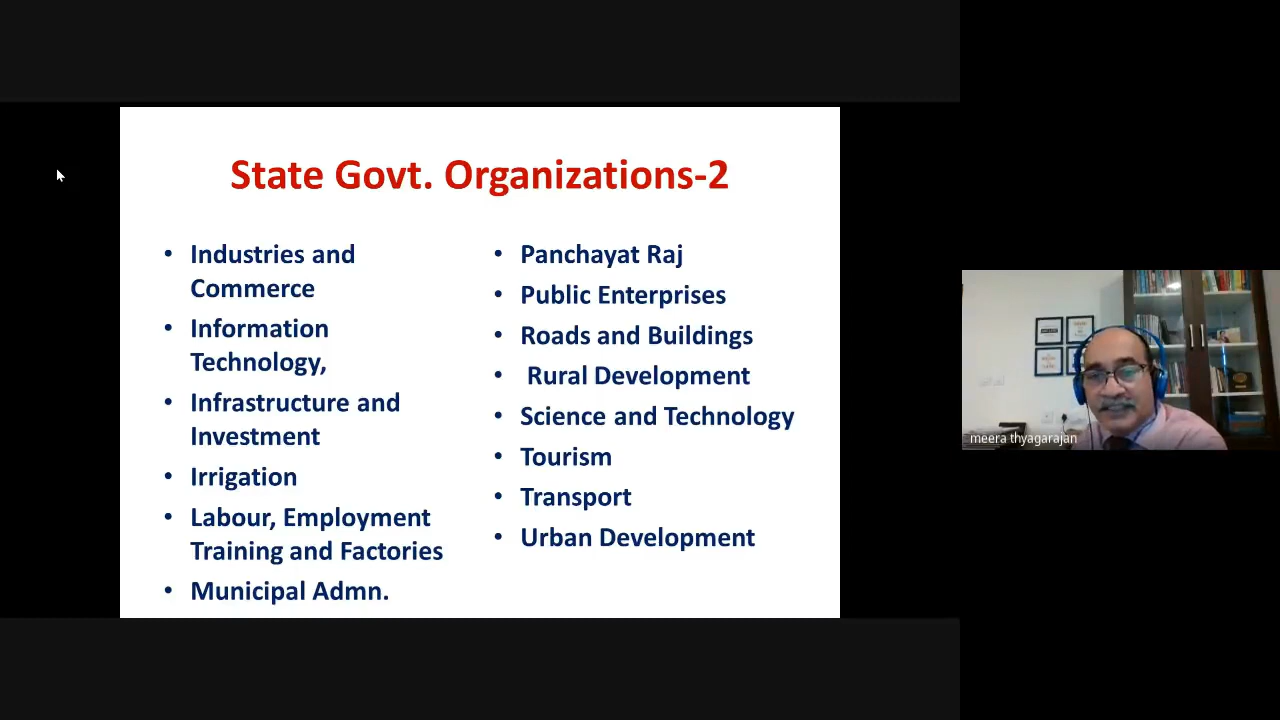 State Govt. Organizations-2
• Industries and
Commerce
• Information
Technology,
• Infrastructure and
Investment
• Irrigation
• Labour, Employment
Training and Factories
• Municipal Admn.
• Panchayat Raj
• Public Enterprises
• Roads and Buildings
• Rural Development
• Science and Technology
• Tourism
• Transport
• Urban Development
meera thyagarajan